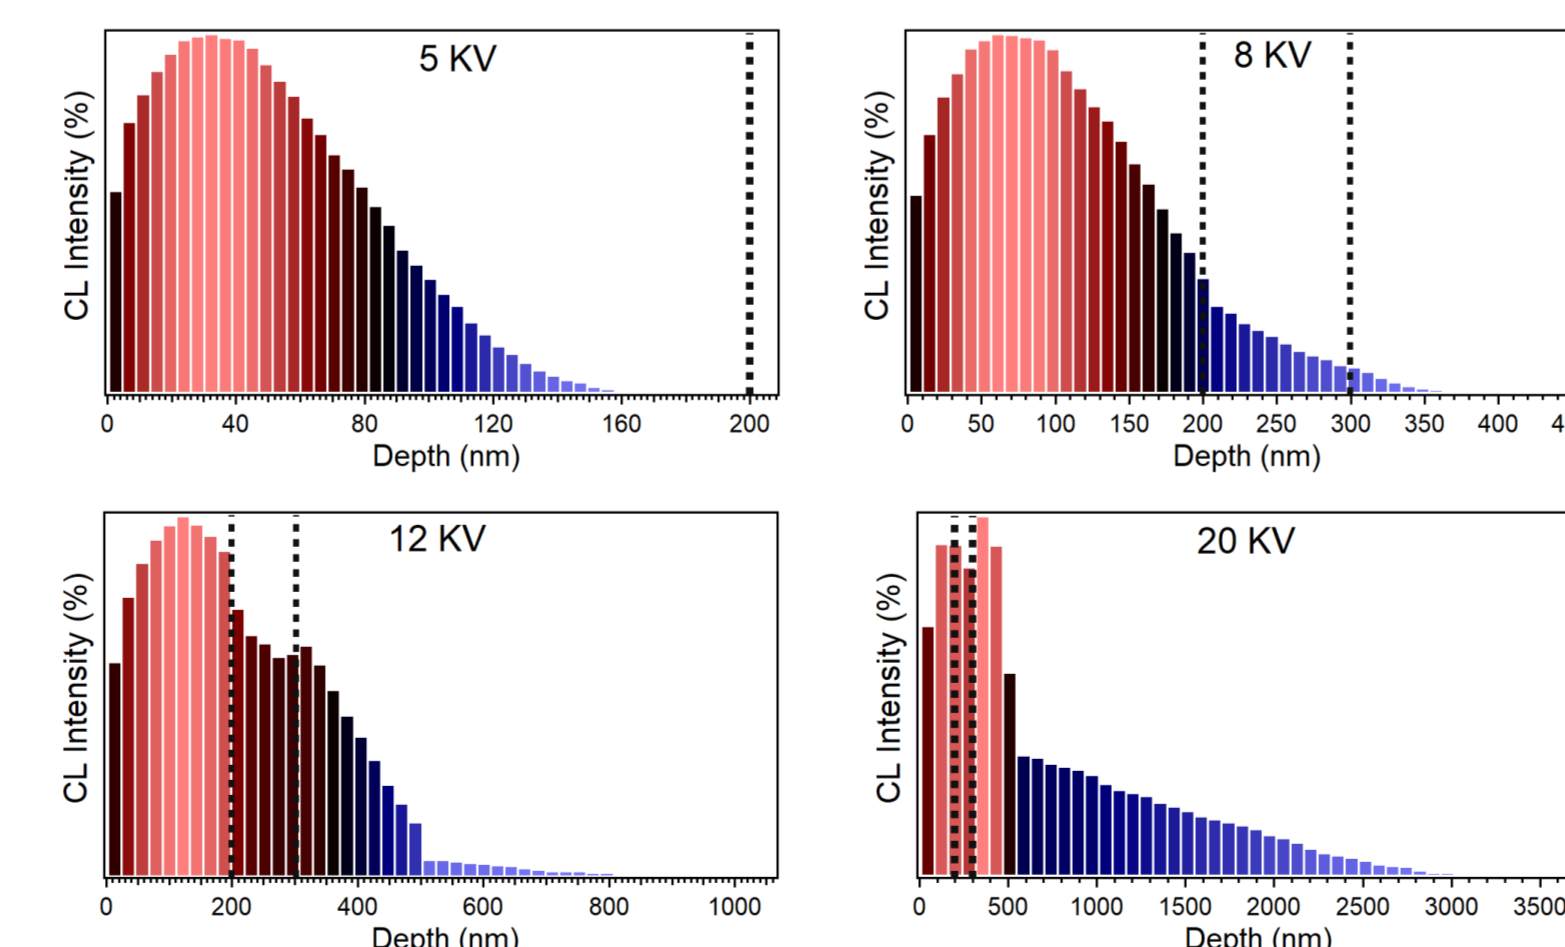 5 KV
CL Intensity (%)
0 40 80 120 160 200
Depth (nm)
8 KV
CL Intensity (%)
0 50 100 150 200 250 300 350 400 4
Depth (nm)
12 KV
CL Intensity (%)
0 200 400 600 800 1000
Depth (nm)
20 KV
CL Intensity (%)
0 500 1000 1500 2000 2500 3000 3500
Depth (nm)